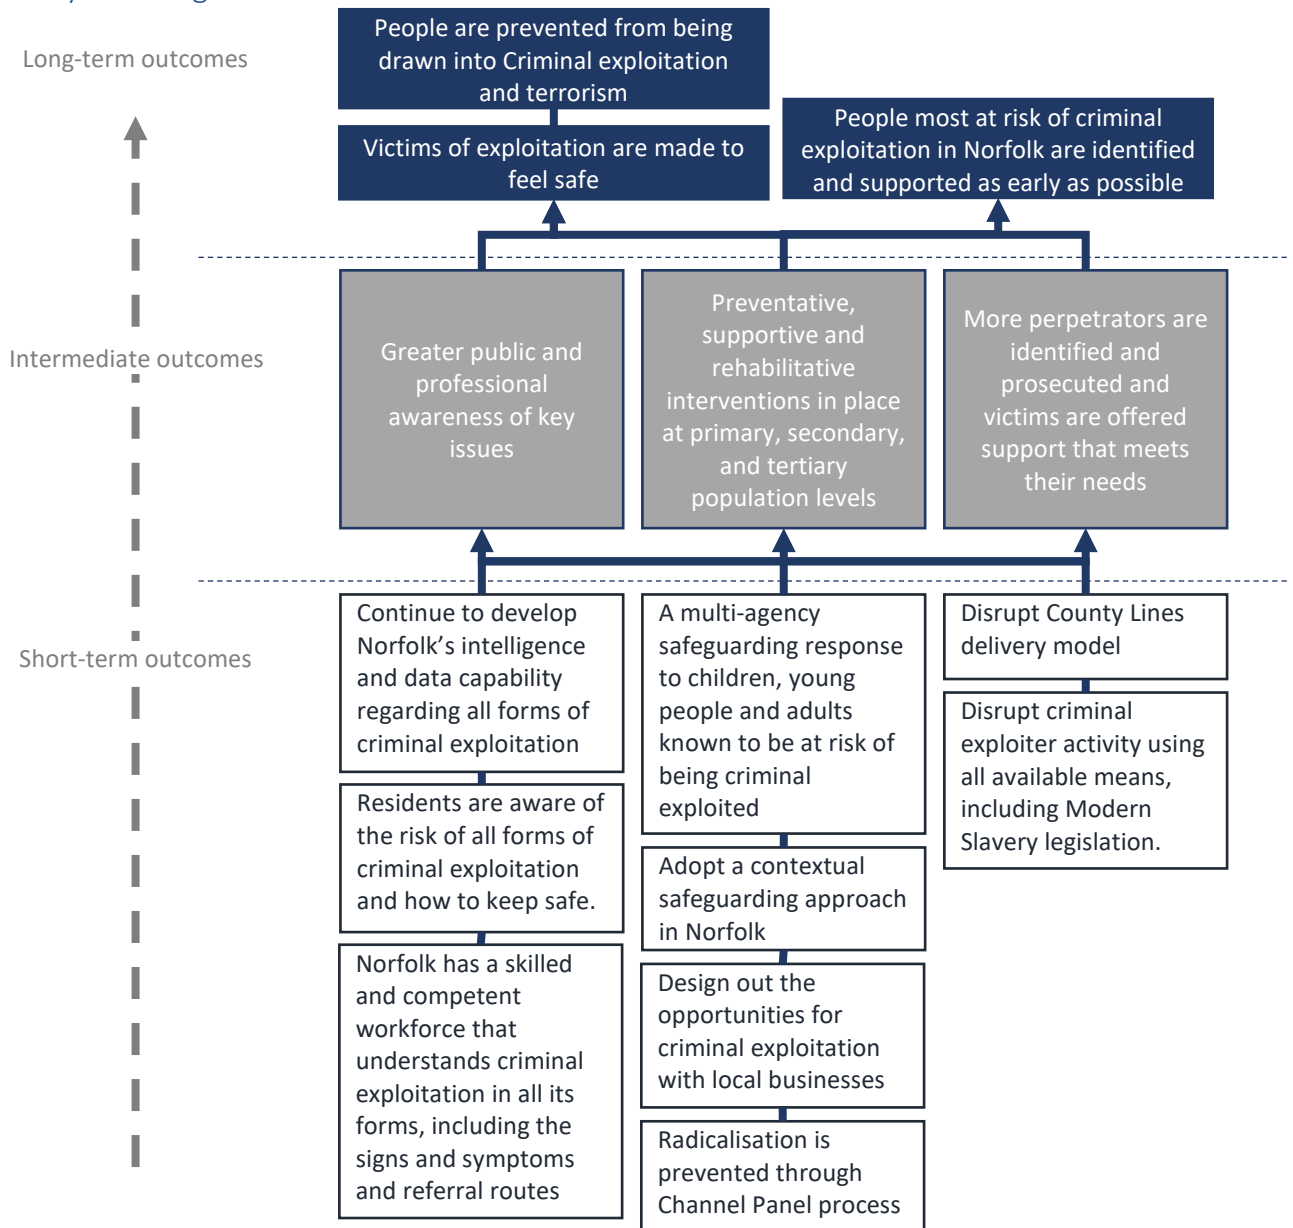 Long-term outcomes
People are prevented from being
drawn into Criminal exploitation
and terrorism
Victims of exploitation are made to
feel safe
People most at risk of criminal
exploitation in Norfolk are identified
and supported as early as possible
Intermediate outcomes
Greater public and
professional
awareness of key
issues
Preventative,
supportive and
rehabilitative
interventions in place
at primary, secondary,
and tertiary
population levels
More perpetrators are
identified and
prosecuted and
victims are offered
support that meets
their needs
Short-term outcomes
Continue to develop
Norfolk’s intelligence
and data capability
regarding all forms of
criminal exploitation
Residents are aware of
the risk of all forms of
criminal exploitation
and how to keep safe.
Norfolk has a skilled
and competent
workforce that
understands criminal
exploitation in all its
forms, including the
signs and symptoms
and referral routes
A multi-agency
safeguarding response
to children, young
people and adults
known to be at risk of
being criminal
exploited
Adopt a contextual
safeguarding approach
in Norfolk
Design out the
opportunities for
criminal exploitation
with local businesses
Radicalisation is
prevented through
Channel Panel process
Disrupt County Lines
delivery model
Disrupt criminal
exploiter activity using
all available means,
including Modern
Slavery legislation.